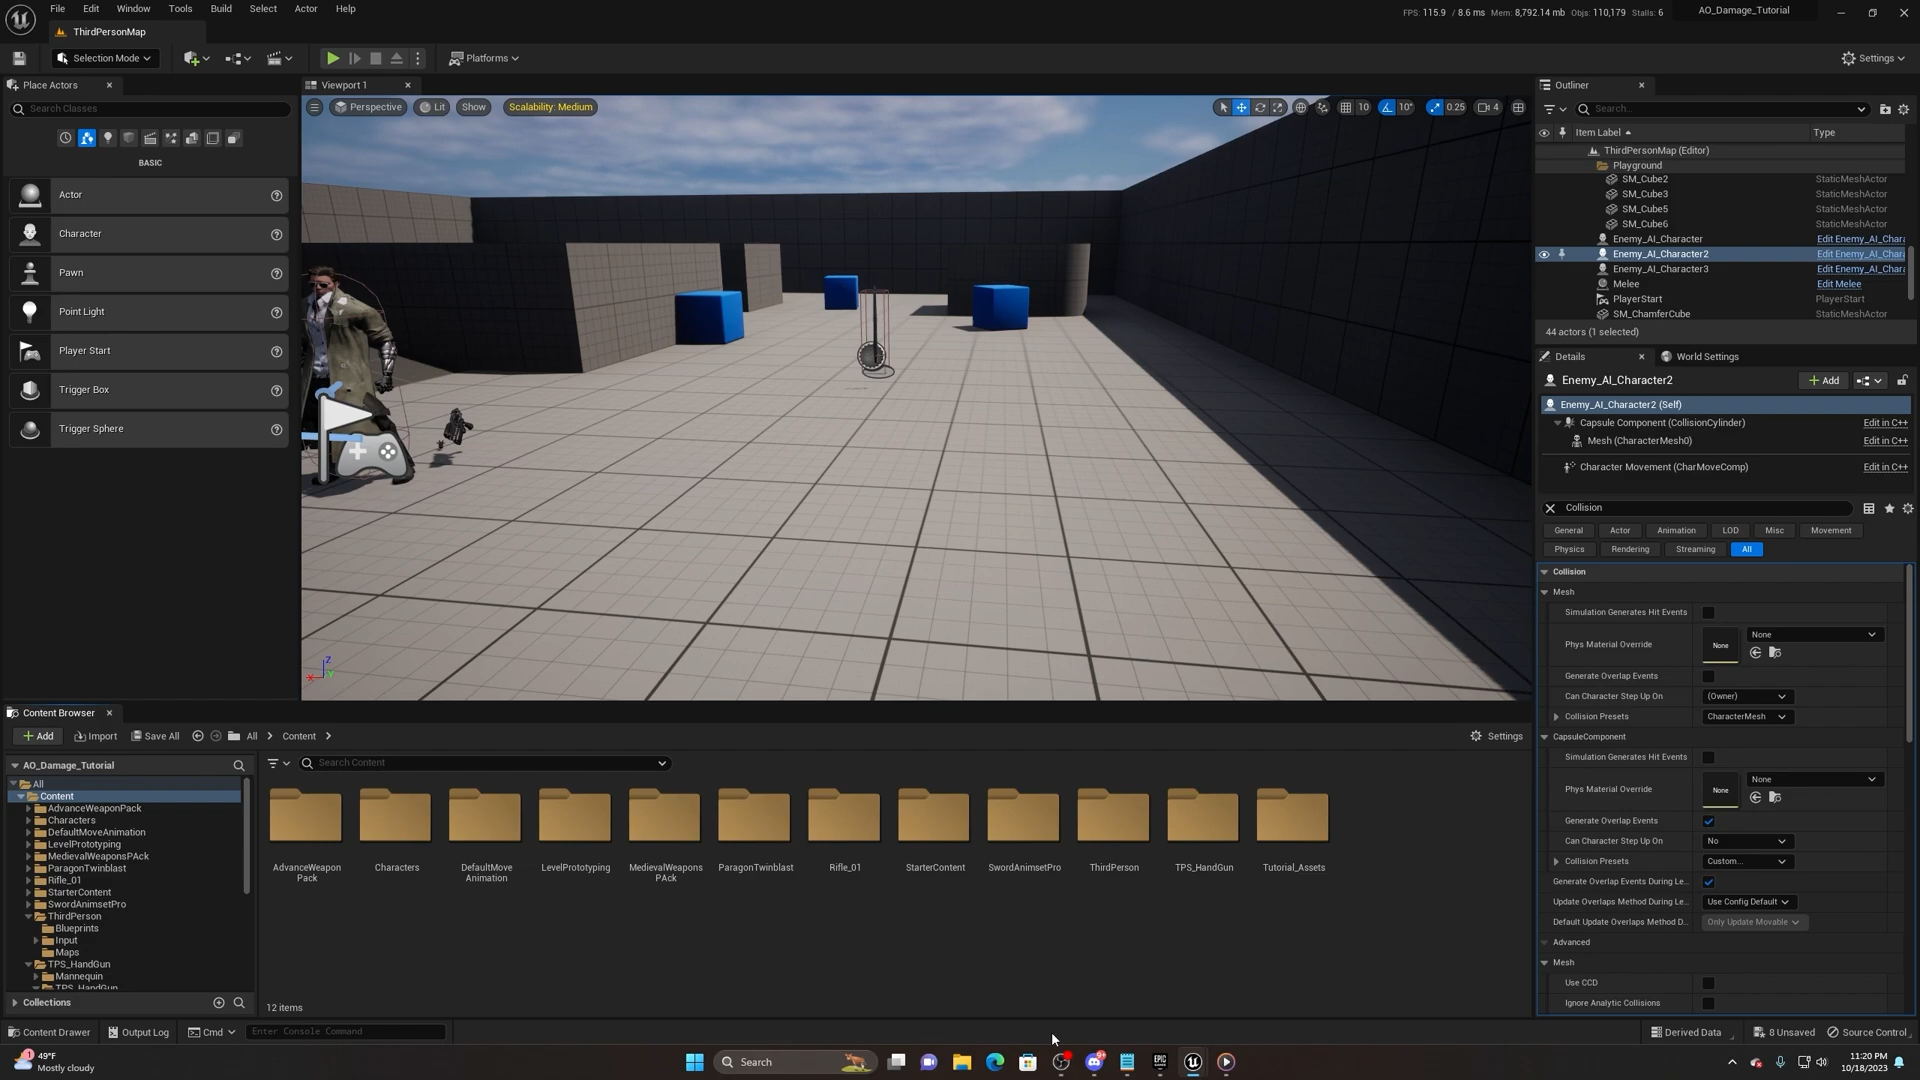 File Edit Window Tools Build Select Actor Help
FPS: 115.9 / 8.6 ms Mem: 8,792.14 mb Objs: 110,179 Stalls: 6
AO_Damage_Tutorial
ThirdPersonMap
Selection Mode
Platforms
Settings
Place Actors
Search Classes
BASIC
Actor
Character
Pawn
Point Light
Player Start
Trigger Box
Trigger Sphere
Viewport 1
Perspective Lit Show Scalability: Medium
10 10° 0.25 4
Z
X Y
Outliner
Search...
Item Label Type
ThirdPersonMap (Editor)
Playground
SM_Cube2 StaticMeshActor
SM_Cube3 StaticMeshActor
SM_Cube5 StaticMeshActor
SM_Cube6 StaticMeshActor
Enemy_AI_Character Edit Enemy_AI_Chara
Enemy_AI_Character2 Edit Enemy_AI_Chara
Enemy_AI_Character3 Edit Enemy_AI_Chara
Melee Edit Melee
PlayerStart PlayerStart
SM_ChamferCube StaticMeshActor
44 actors (1 selected)
Details World Settings
Enemy_AI_Character2 Add
Enemy_AI_Character2 (Self)
Capsule Component (CollisionCylinder) Edit in C++
Mesh (CharacterMesh0) Edit in C++
Character Movement (CharMoveComp) Edit in C++
Collision
General Actor Animation LOD Misc Movement
Physics Rendering Streaming All
Collision
Mesh
Simulation Generates Hit Events
Phys Material Override None None
Generate Overlap Events
Can Character Step Up On (Owner)
Collision Presets CharacterMesh
CapsuleComponent
Simulation Generates Hit Events
Phys Material Override None None
Generate Overlap Events
Can Character Step Up On No
Collision Presets Custom...
Generate Overlap Events During Le...
Update Overlaps Method During Le... Use Config Default
Default Update Overlaps Method D... Only Update Movable
Advanced
Mesh
Use CCD
Ignore Analytic Collisions
Content Browser
Add Import Save All All Content Settings
AO_Damage_Tutorial
All
Content
AdvanceWeaponPack
Characters
DefaultMoveAnimation
LevelPrototyping
MedievalWeaponsPAck
ParagonTwinblast
Rifle_01
StarterContent
SwordAnimsetPro
ThirdPerson
Blueprints
Input
Maps
TPS_HandGun
Mannequin
TPS_HandGun
Collections
Search Content
AdvanceWeapon
Pack
Characters
DefaultMove
Animation
LevelPrototyping
MedievalWeapons
PAck
ParagonTwinblast
Rifle_01
StarterContent
SwordAnimsetPro
ThirdPerson
TPS_HandGun
Tutorial_Assets
12 items
Content Drawer Output Log Cmd Enter Console Command
Derived Data 8 Unsaved Source Control
1
49°F
Mostly cloudy
Search
EPIC
11:20 PM
10/18/2023